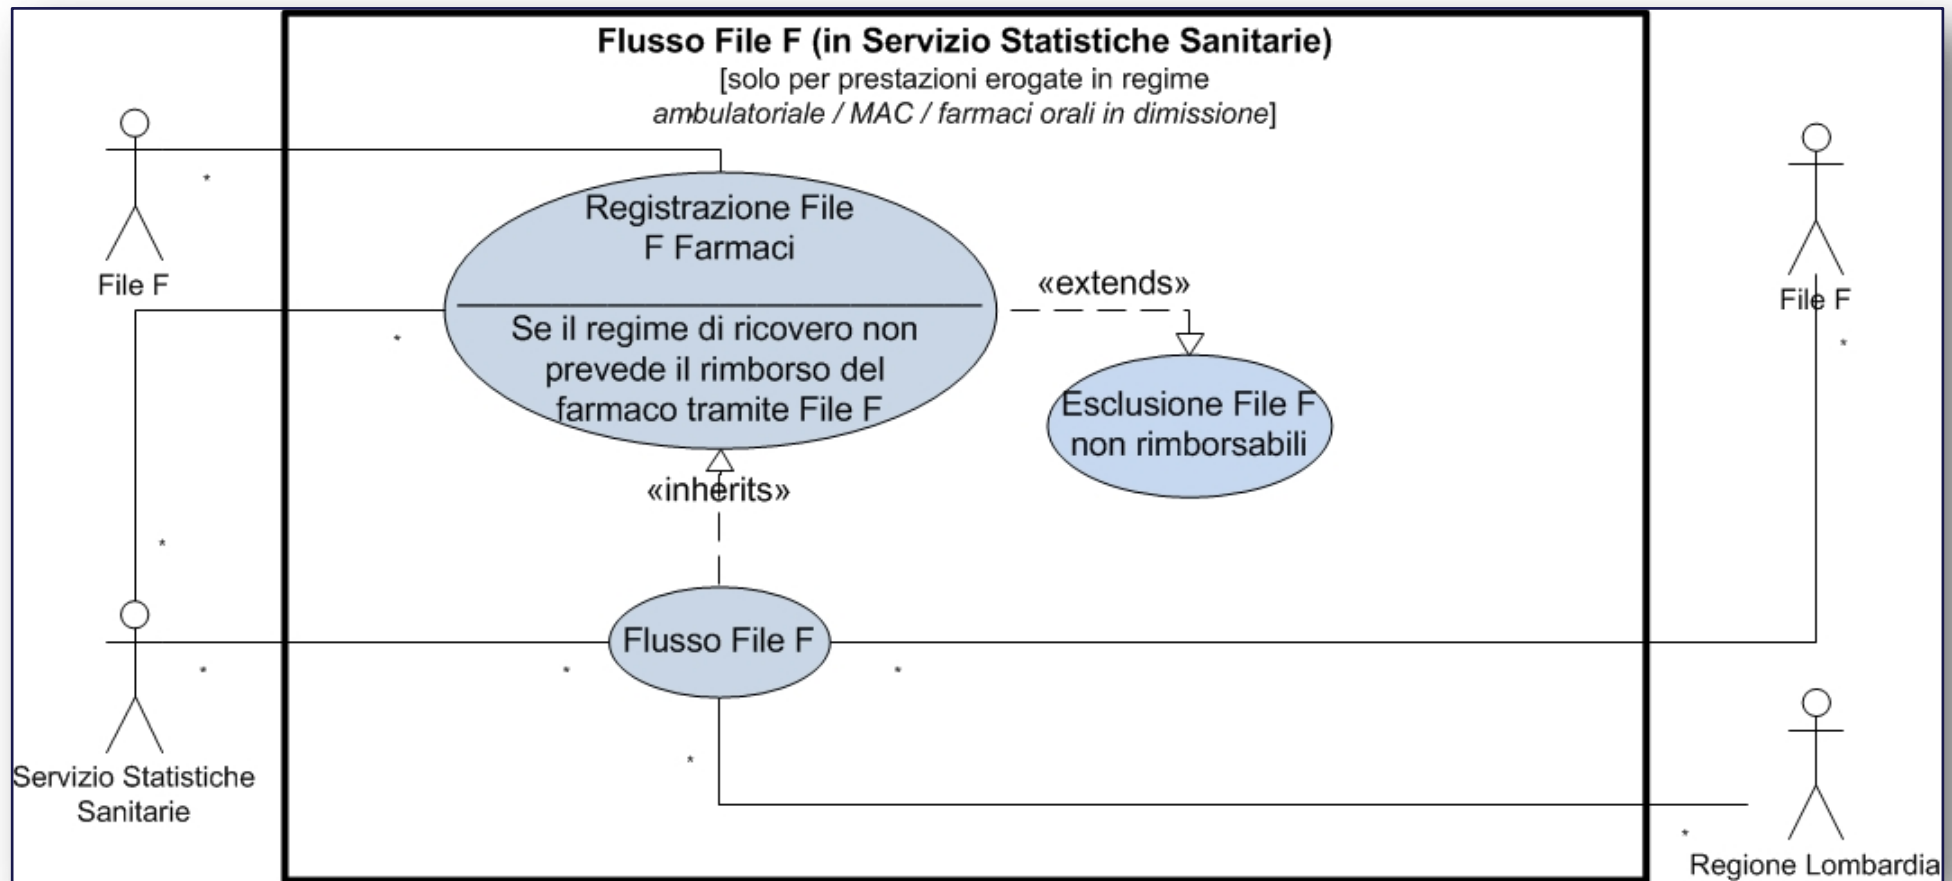 Flusso File F (in Servizio Statistiche Sanitarie)
[solo per prestazioni erogate in regime
ambulatoriale / MAC / farmaci orali in dimissione]
*
File F
Registrazione File
F Farmaci
Se il regime di ricovero non
prevede il rimborso del
farmaco tramite File F
«extends»
File F
*
*
Esclusione File F
non rimborsabili
«inherits»
*
Servizio Statistiche
Sanitarie
*
*
Flusso File F
*
*
*
Regione Lombardia